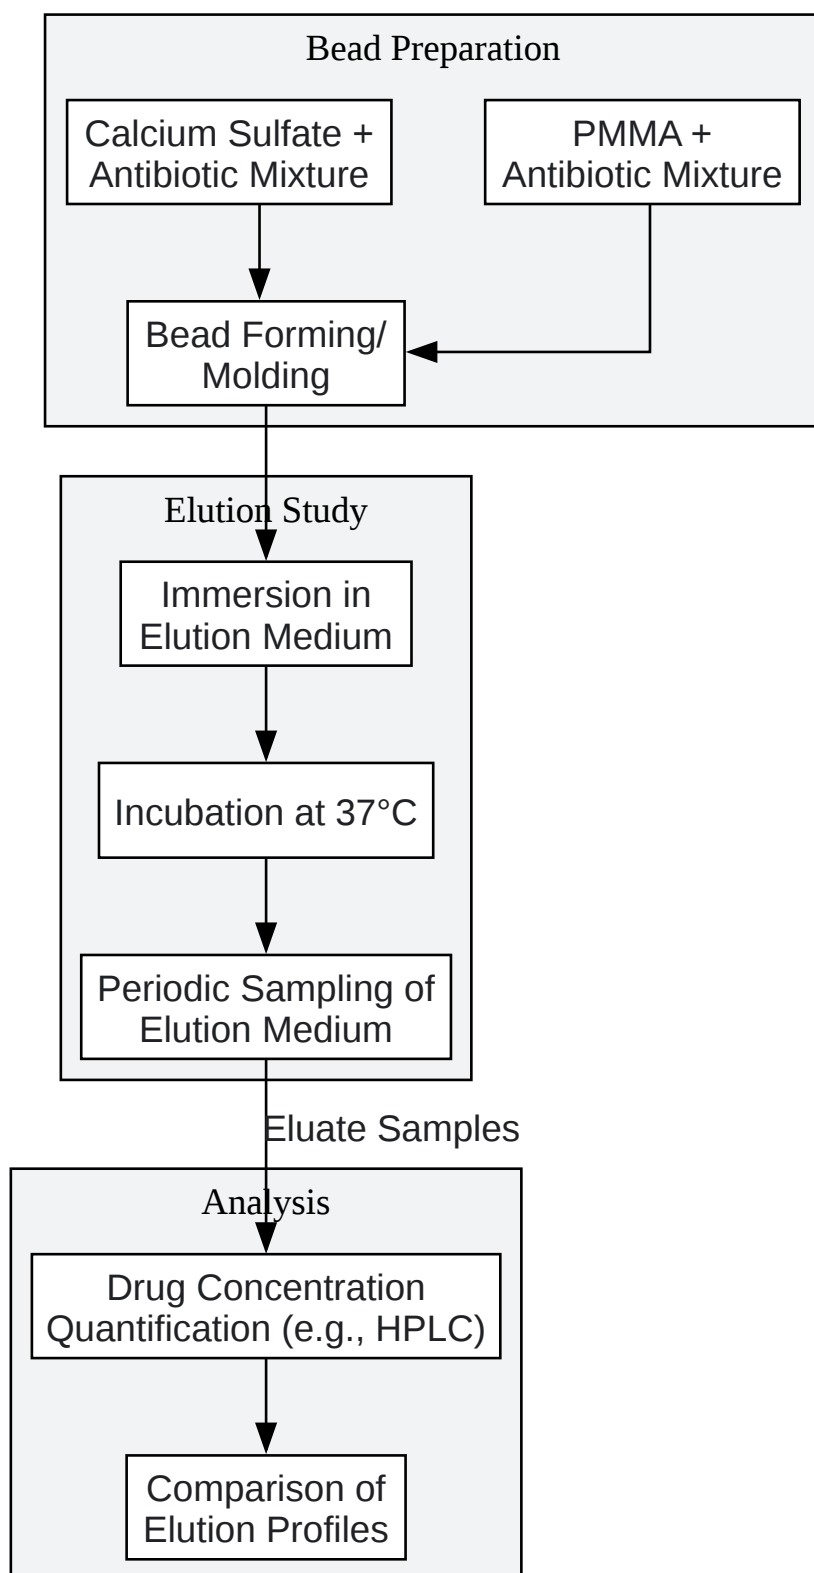 Bead Preparation
Calcium Sulfate +
Antibiotic Mixture
PMMA +
Antibiotic Mixture
Bead Forming/
Molding
Elution Study
Immersion in
Elution Medium
Incubation at 37°C
Periodic Sampling of
Elution Medium
Eluate Samples
Analysis
Drug Concentration
Quantification (e.g., HPLC)
Comparison of
Elution Profiles